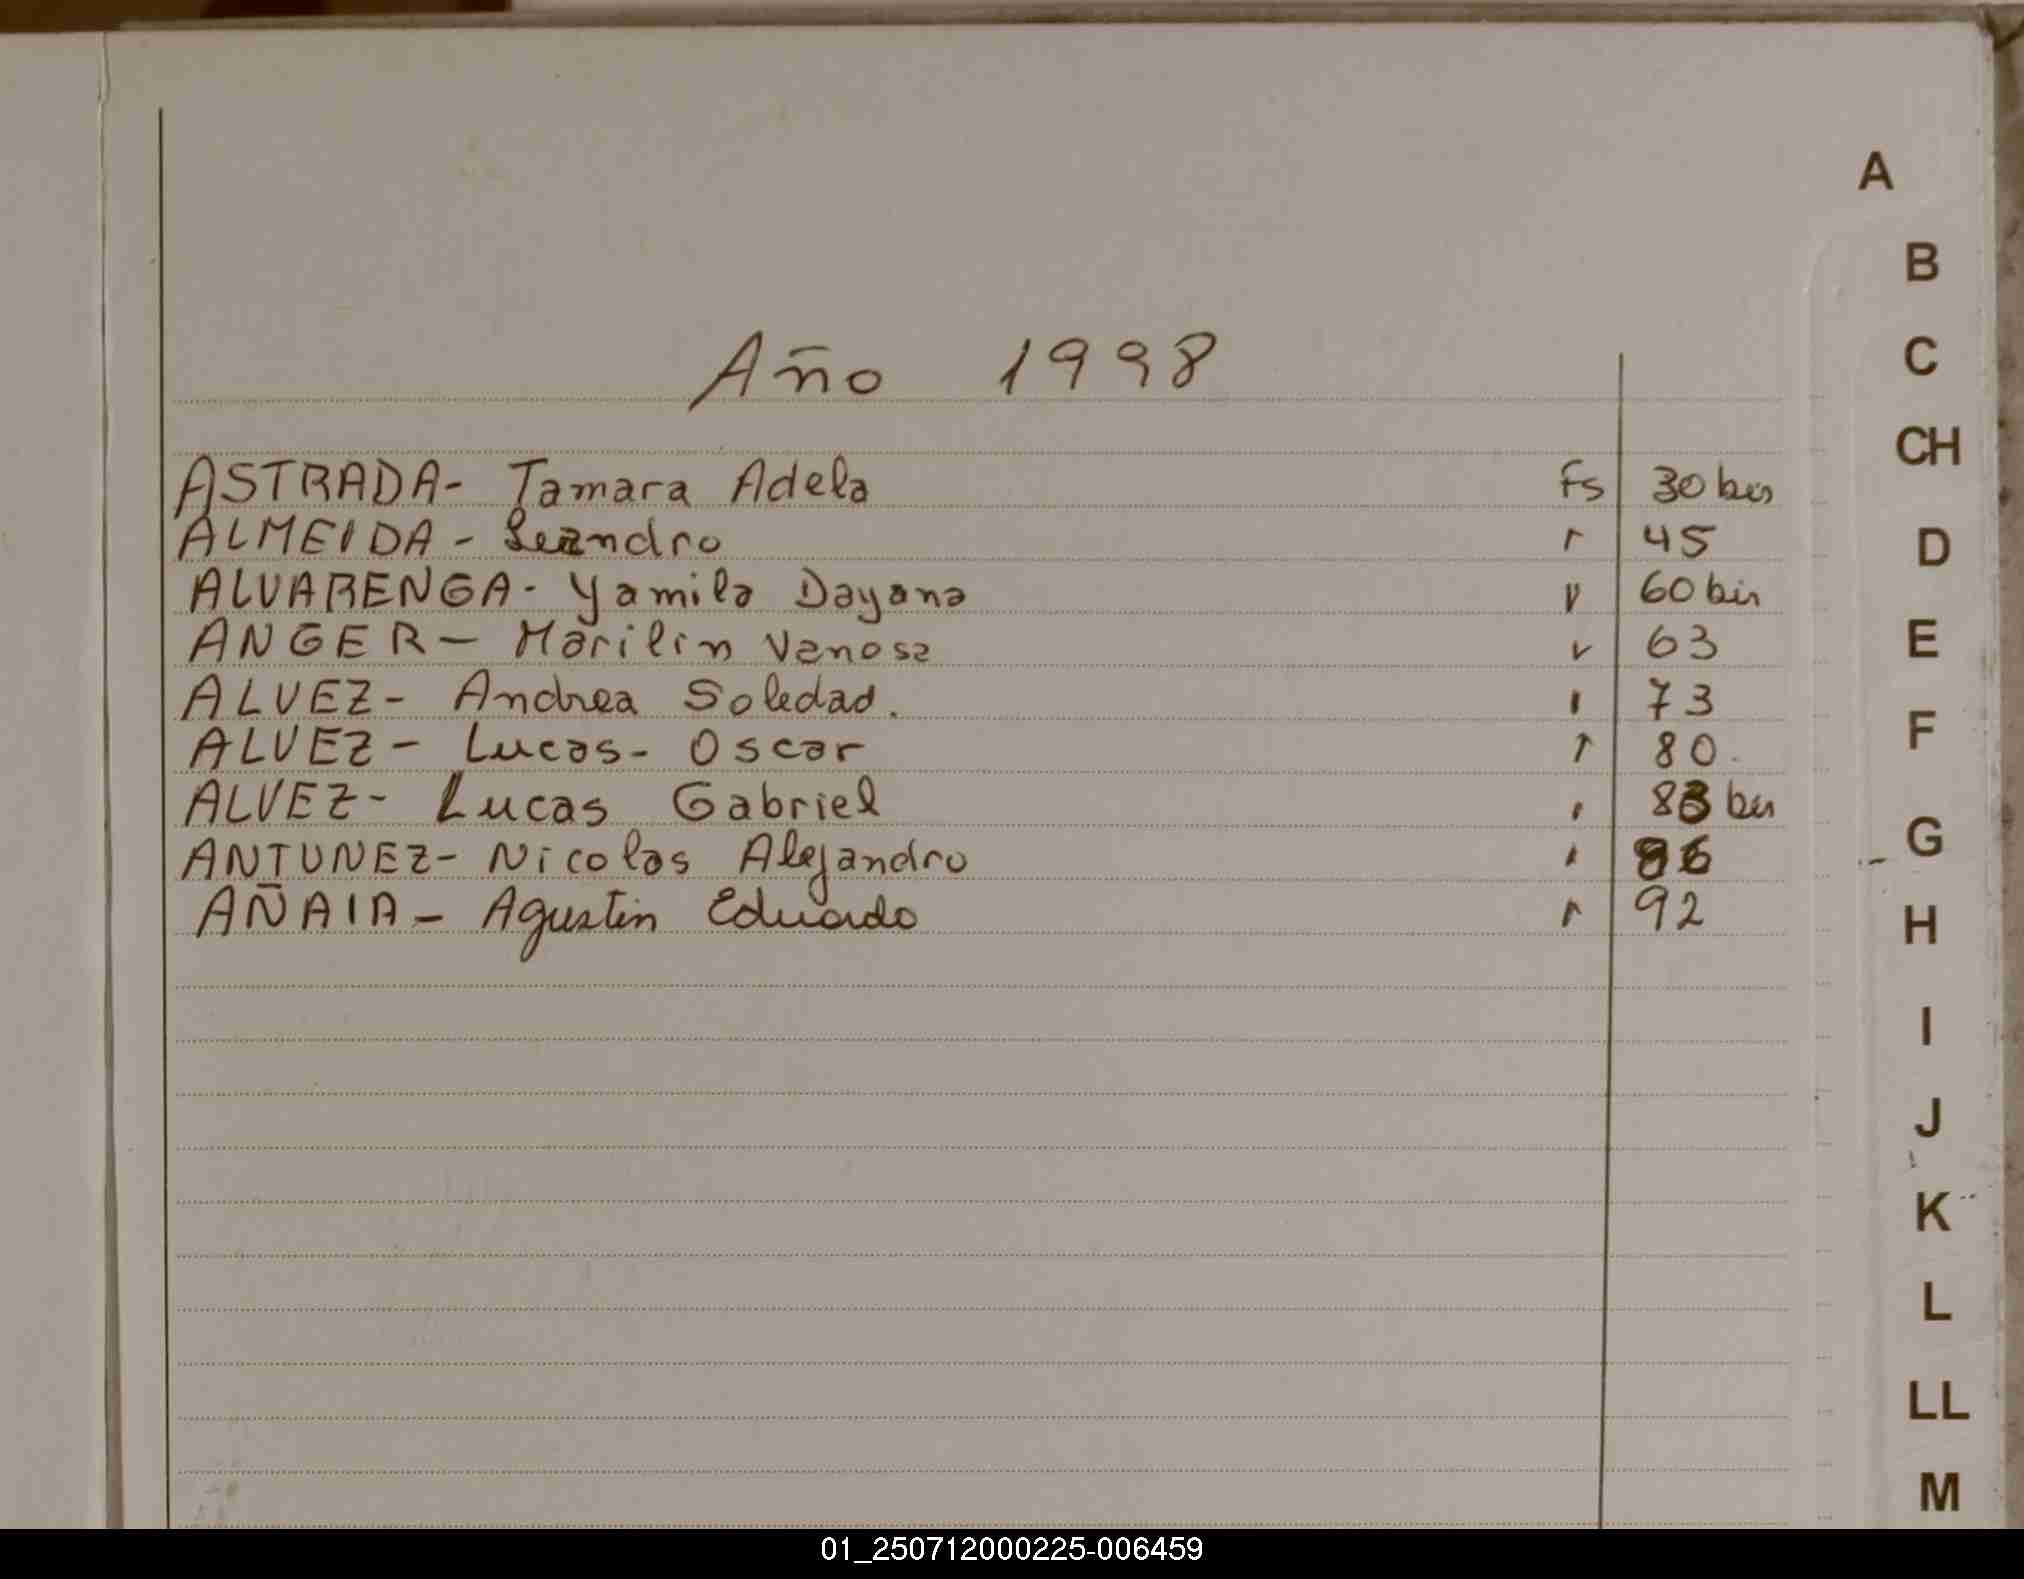 Año 1998
ASTRADA- Tamara Adela Fs 30 bis
ALMEIDA - Leandro " 45
ALVARENGA- Yamila Dayana " 60 bis
ANGER - Marilin Vanosa " 63
ALVEZ- Andrea Soledad. " 73
ALVEZ - Lucas- Oscar " 80.
ALVEZ- Lucas Gabriel " 83 bis
ANTUNEZ- Nicolas Alejandro " 86
AÑAIA - Agustin Eduardo " 92
A
B
C
CH
D
E
F
G
H
I
J
K
L
LL
M
01_250712000225-006459